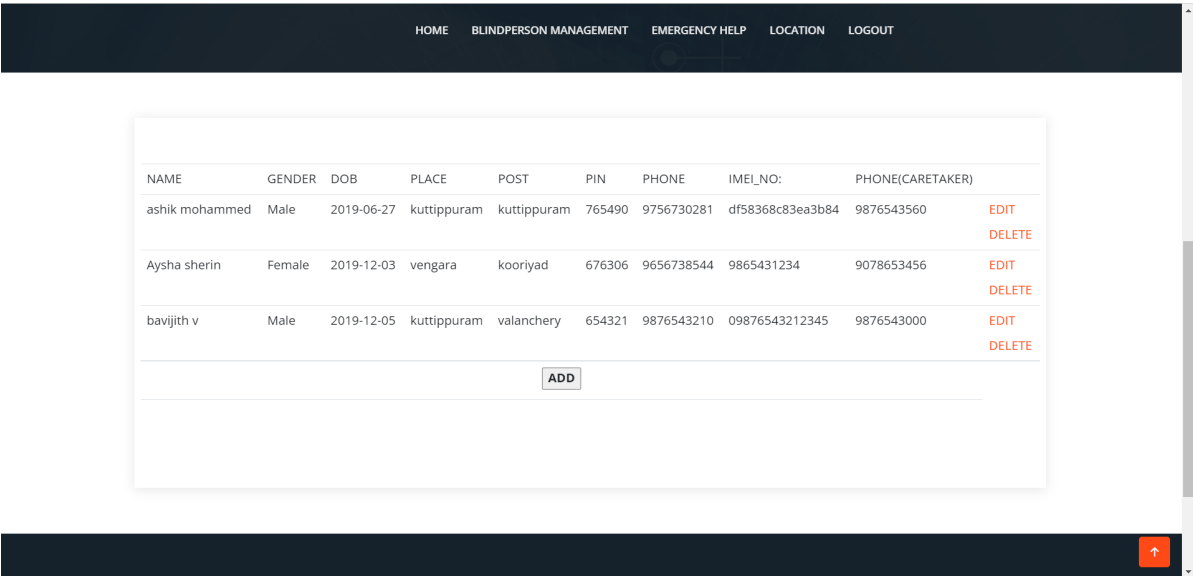 HOME BLINDPERSON MANAGEMENT EMERGENCY HELP LOCATION LOGOUT
NAME GENDER DOB PLACE POST PIN PHONE IMEI_NO: PHONE(CARETAKER)
ashik mohammed Male 2019-06-27 kuttippuram kuttippuram 765490 9756730281 df58368c83ea3b84 9876543560 EDIT
DELETE
Aysha sherin Female 2019-12-03 vengara kooriyad 676306 9656738544 9865431234 9078653456 EDIT
DELETE
bavijith v Male 2019-12-05 kuttippuram valanchery 654321 9876543210 09876543212345 9876543000 EDIT
DELETE
ADD